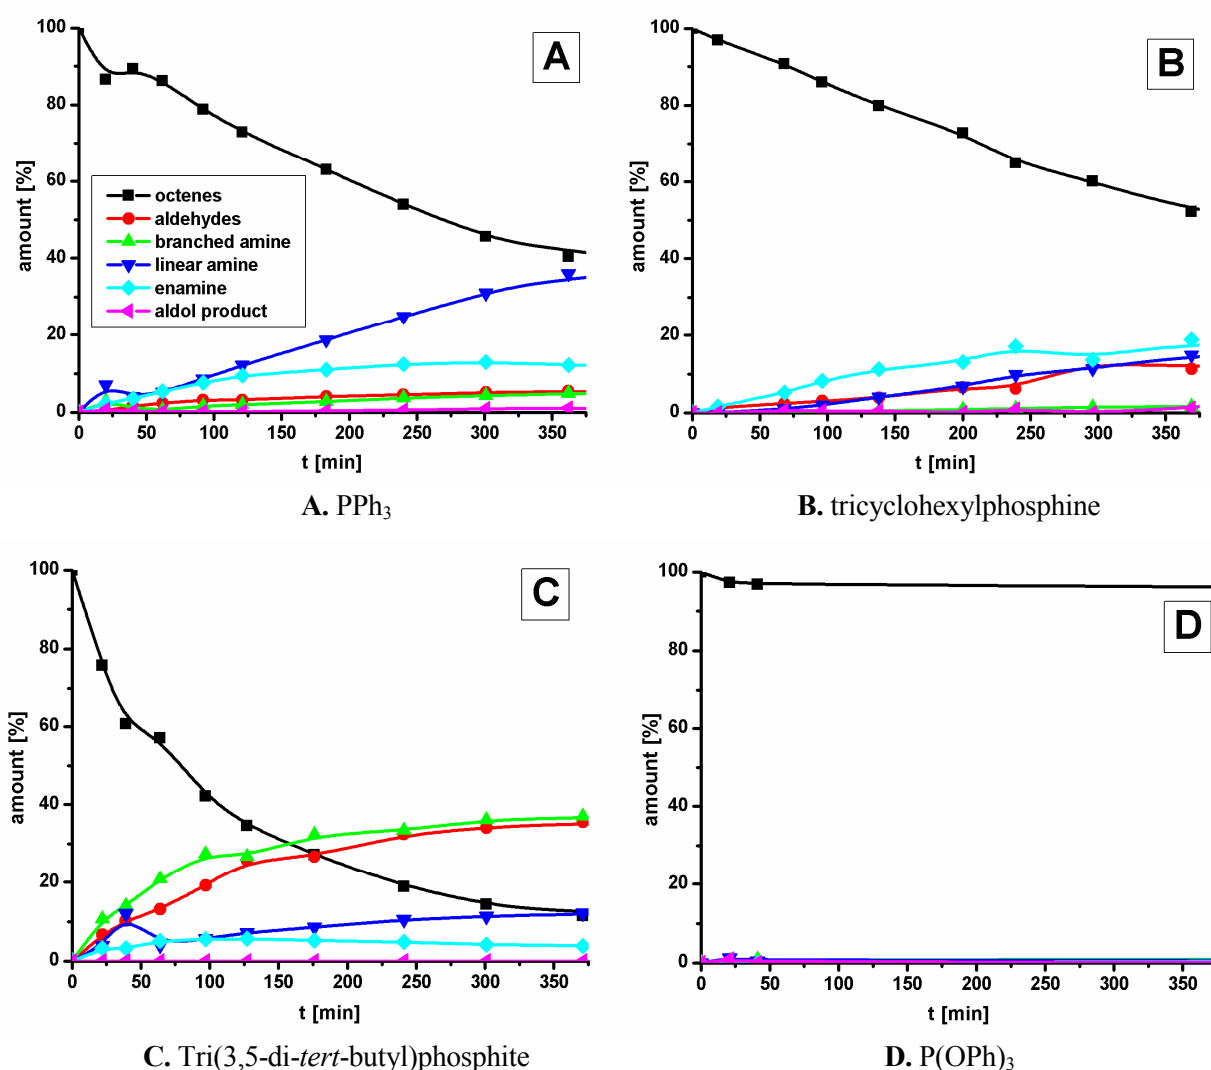 A
100
80
60
40
20
0
amount [%]
octenes
aldehydes
branched amine
linear amine
enamine
aldol product
0 50 100 150 200 250 300 350
t [min]
A. PPh3
B
100
80
60
40
20
0
amount [%]
0 50 100 150 200 250 300 350
t [min]
B. tricyclohexylphosphine
C
100
80
60
40
20
0
amount [%]
0 50 100 150 200 250 300 350
t [min]
C. Tri(3,5-di-tert-butyl)phosphite
D
100
80
60
40
20
0
amount [%]
0 50 100 150 200 250 300 350
t [min]
D. P(OPh)3